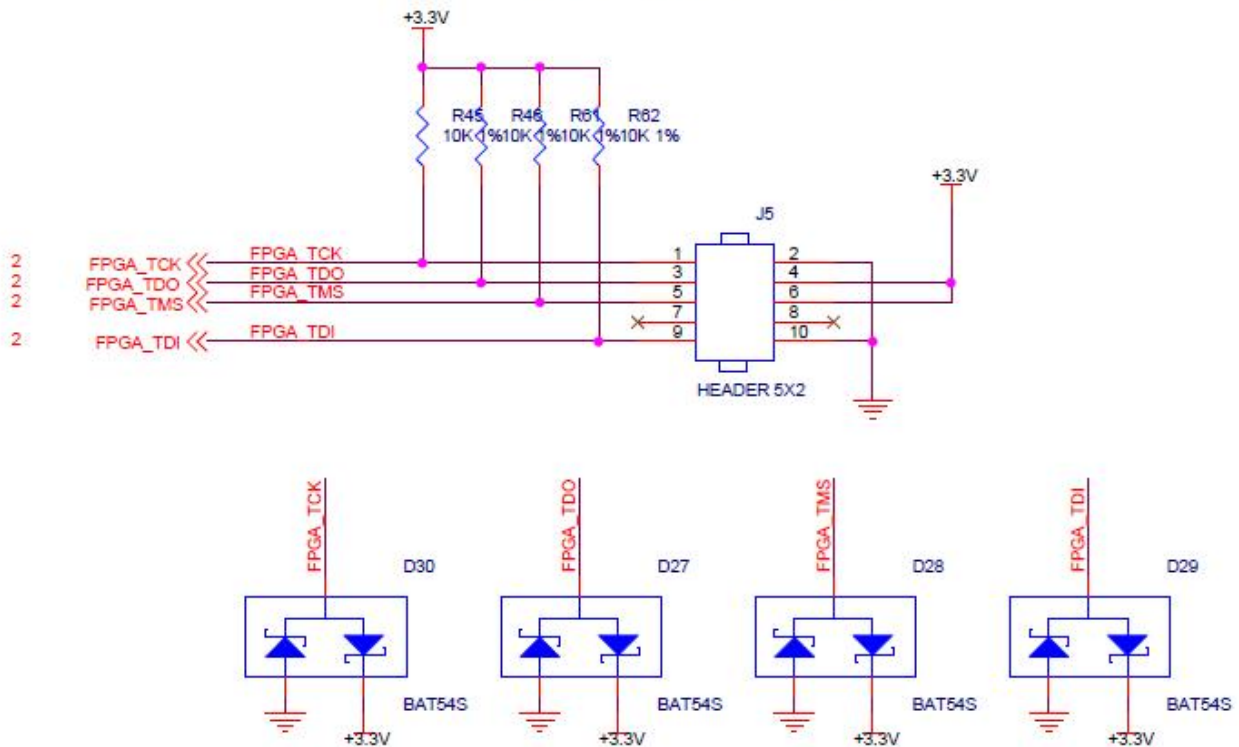 +3.3V
R45 R46 R61 R62
10K 1% 10K 1% 10K 1% 10K 1%
+3.3V
J5
2 FPGA_TCK FPGA_TCK 1 2
2 FPGA_TDO FPGA_TDO 3 4
2 FPGA_TMS FPGA_TMS 5 6
7 8
2 FPGA_TDI FPGA_TDI 9 10
HEADER 5X2
FPGA_TCK FPGA_TDO FPGA_TMS FPGA_TDI
D30 D27 D28 D29
BAT54S BAT54S BAT54S BAT54S
+3.3V +3.3V +3.3V +3.3V